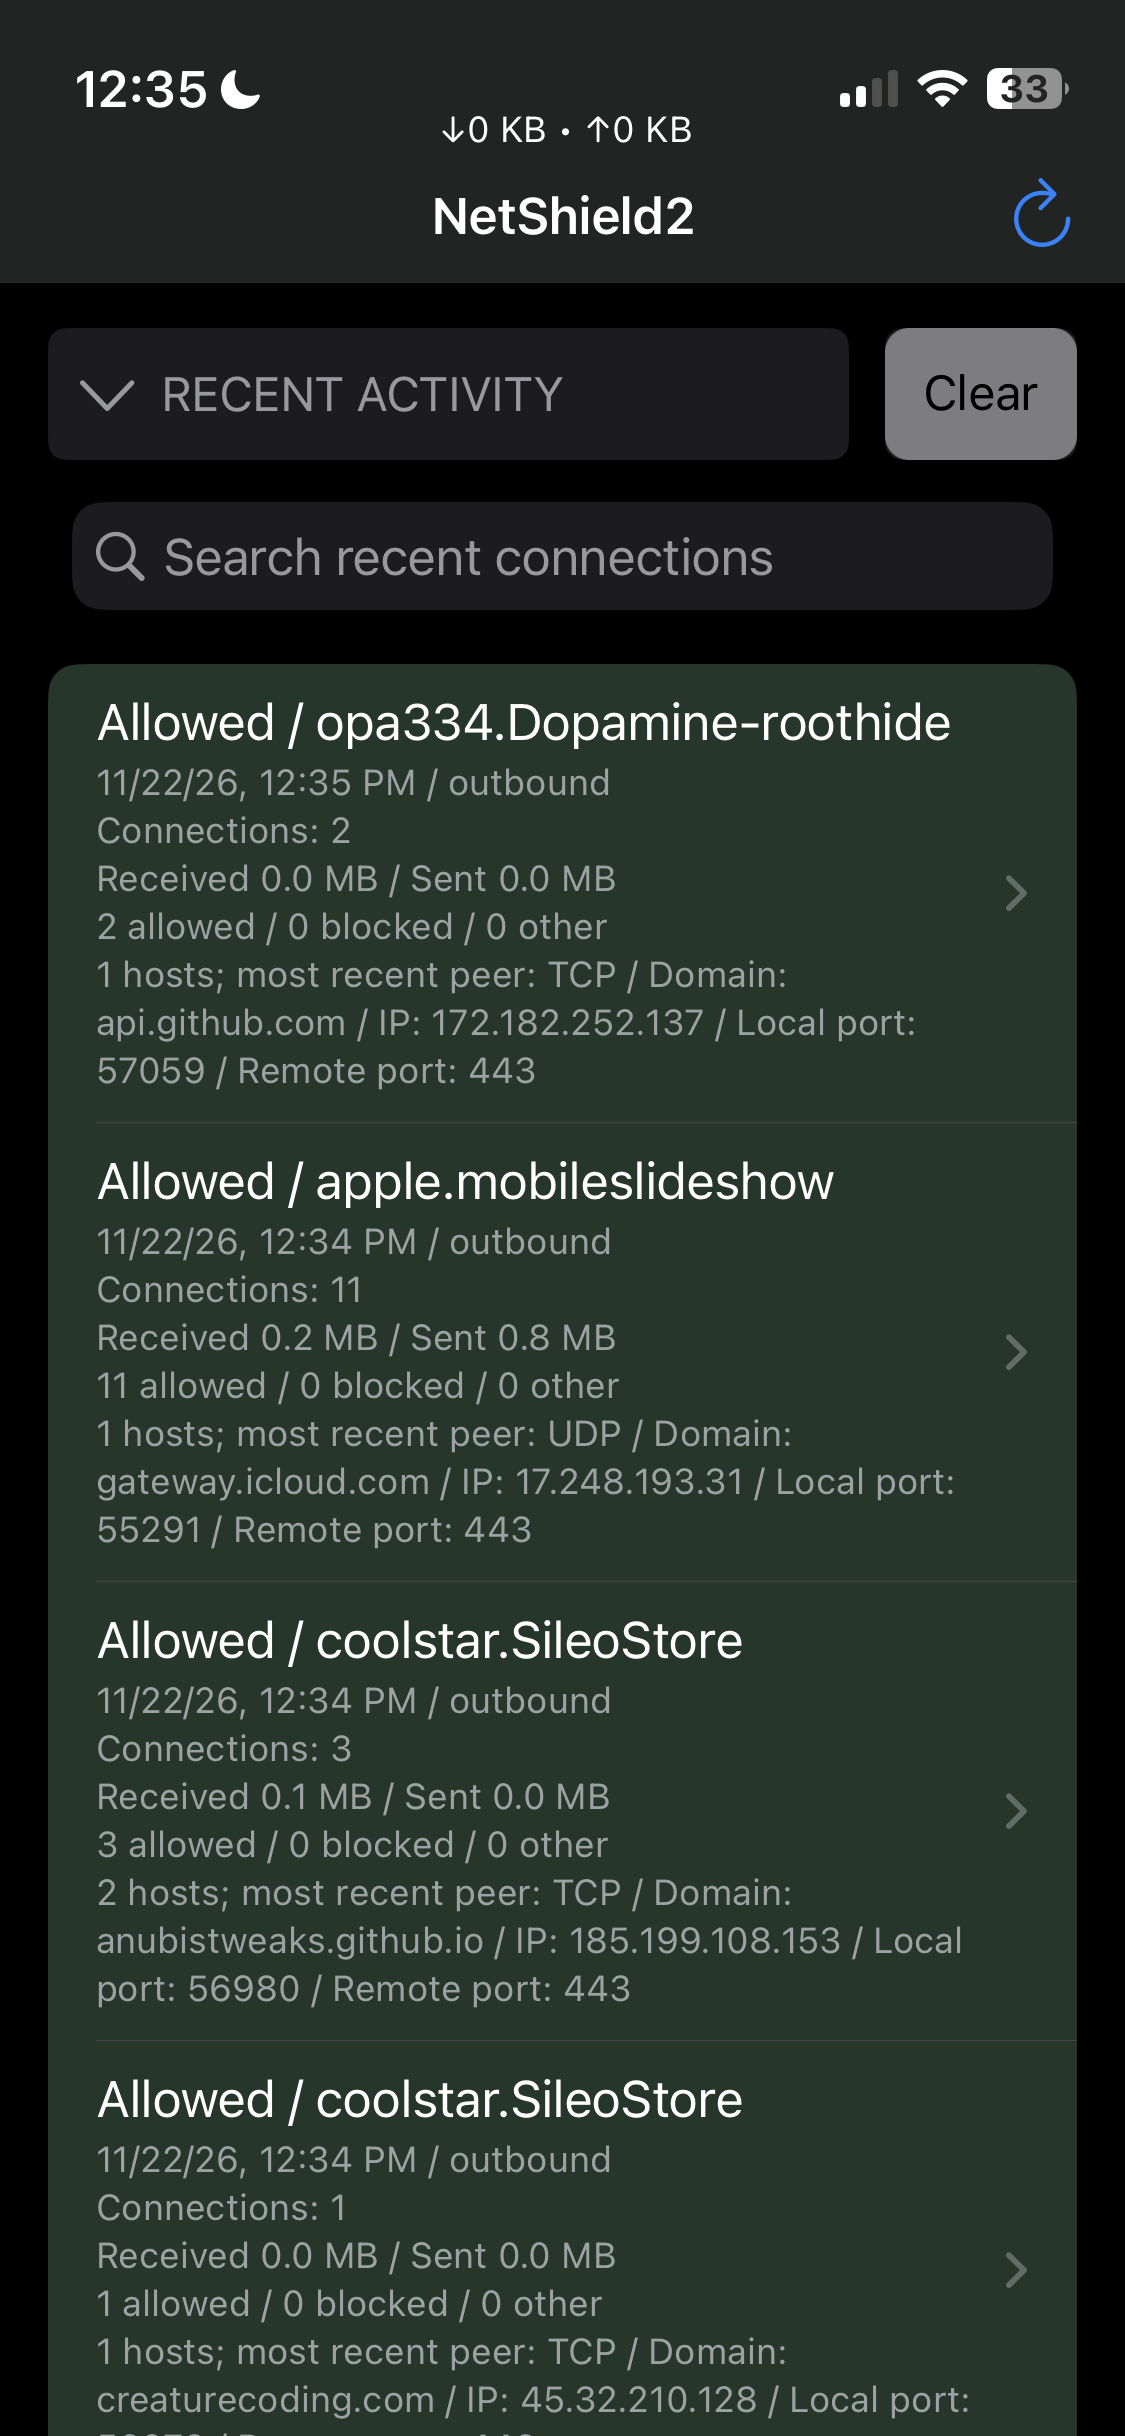 12:35
33
↓0 KB • ↑0 KB
NetShield2
RECENT ACTIVITY
Clear
Search recent connections
Allowed / opa334.Dopamine-roothide
11/22/26, 12:35 PM / outbound
Connections: 2
Received 0.0 MB / Sent 0.0 MB
2 allowed / 0 blocked / 0 other
1 hosts; most recent peer: TCP / Domain:
api.github.com / IP: 172.182.252.137 / Local port:
57059 / Remote port: 443
Allowed / apple.mobileslideshow
11/22/26, 12:34 PM / outbound
Connections: 11
Received 0.2 MB / Sent 0.8 MB
11 allowed / 0 blocked / 0 other
1 hosts; most recent peer: UDP / Domain:
gateway.icloud.com / IP: 17.248.193.31 / Local port:
55291 / Remote port: 443
Allowed / coolstar.SileoStore
11/22/26, 12:34 PM / outbound
Connections: 3
Received 0.1 MB / Sent 0.0 MB
3 allowed / 0 blocked / 0 other
2 hosts; most recent peer: TCP / Domain:
anubistweaks.github.io / IP: 185.199.108.153 / Local
port: 56980 / Remote port: 443
Allowed / coolstar.SileoStore
11/22/26, 12:34 PM / outbound
Connections: 1
Received 0.0 MB / Sent 0.0 MB
1 allowed / 0 blocked / 0 other
1 hosts; most recent peer: TCP / Domain:
creaturecoding.com / IP: 45.32.210.128 / Local port: